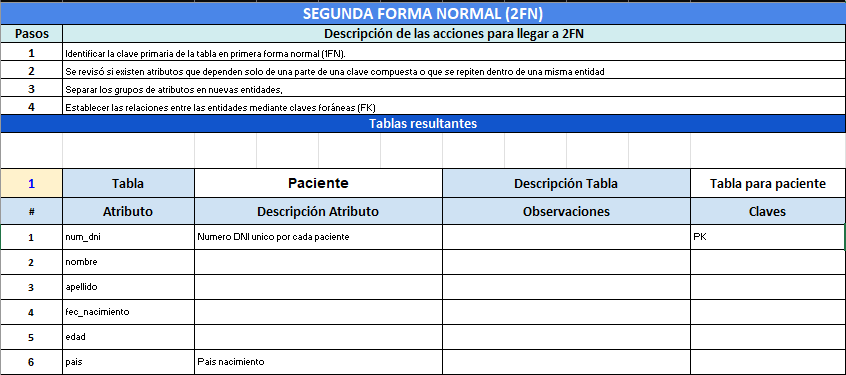 SEGUNDA FORMA NORMAL (2FN)
Pasos Descripción de las acciones para llegar a 2FN
1 Identificar la clave primaria de la tabla en primera forma normal (1FN).
2 Se revisó si existen atributos que dependen solo de una parte de una clave compuesta o que se repiten dentro de una misma entidad
3 Separar los grupos de atributos en nuevas entidades,
4 Establecer las relaciones entre las entidades mediante claves foráneas (FK)
Tablas resultantes
1 Tabla Paciente Descripción Tabla Tabla para paciente
# Atributo Descripción Atributo Observaciones Claves
1 num_dni Numero DNI unico por cada paciente PK
2 nombre
3 apellido
4 fec_nacimiento
5 edad
6 pais Pais nacimiento